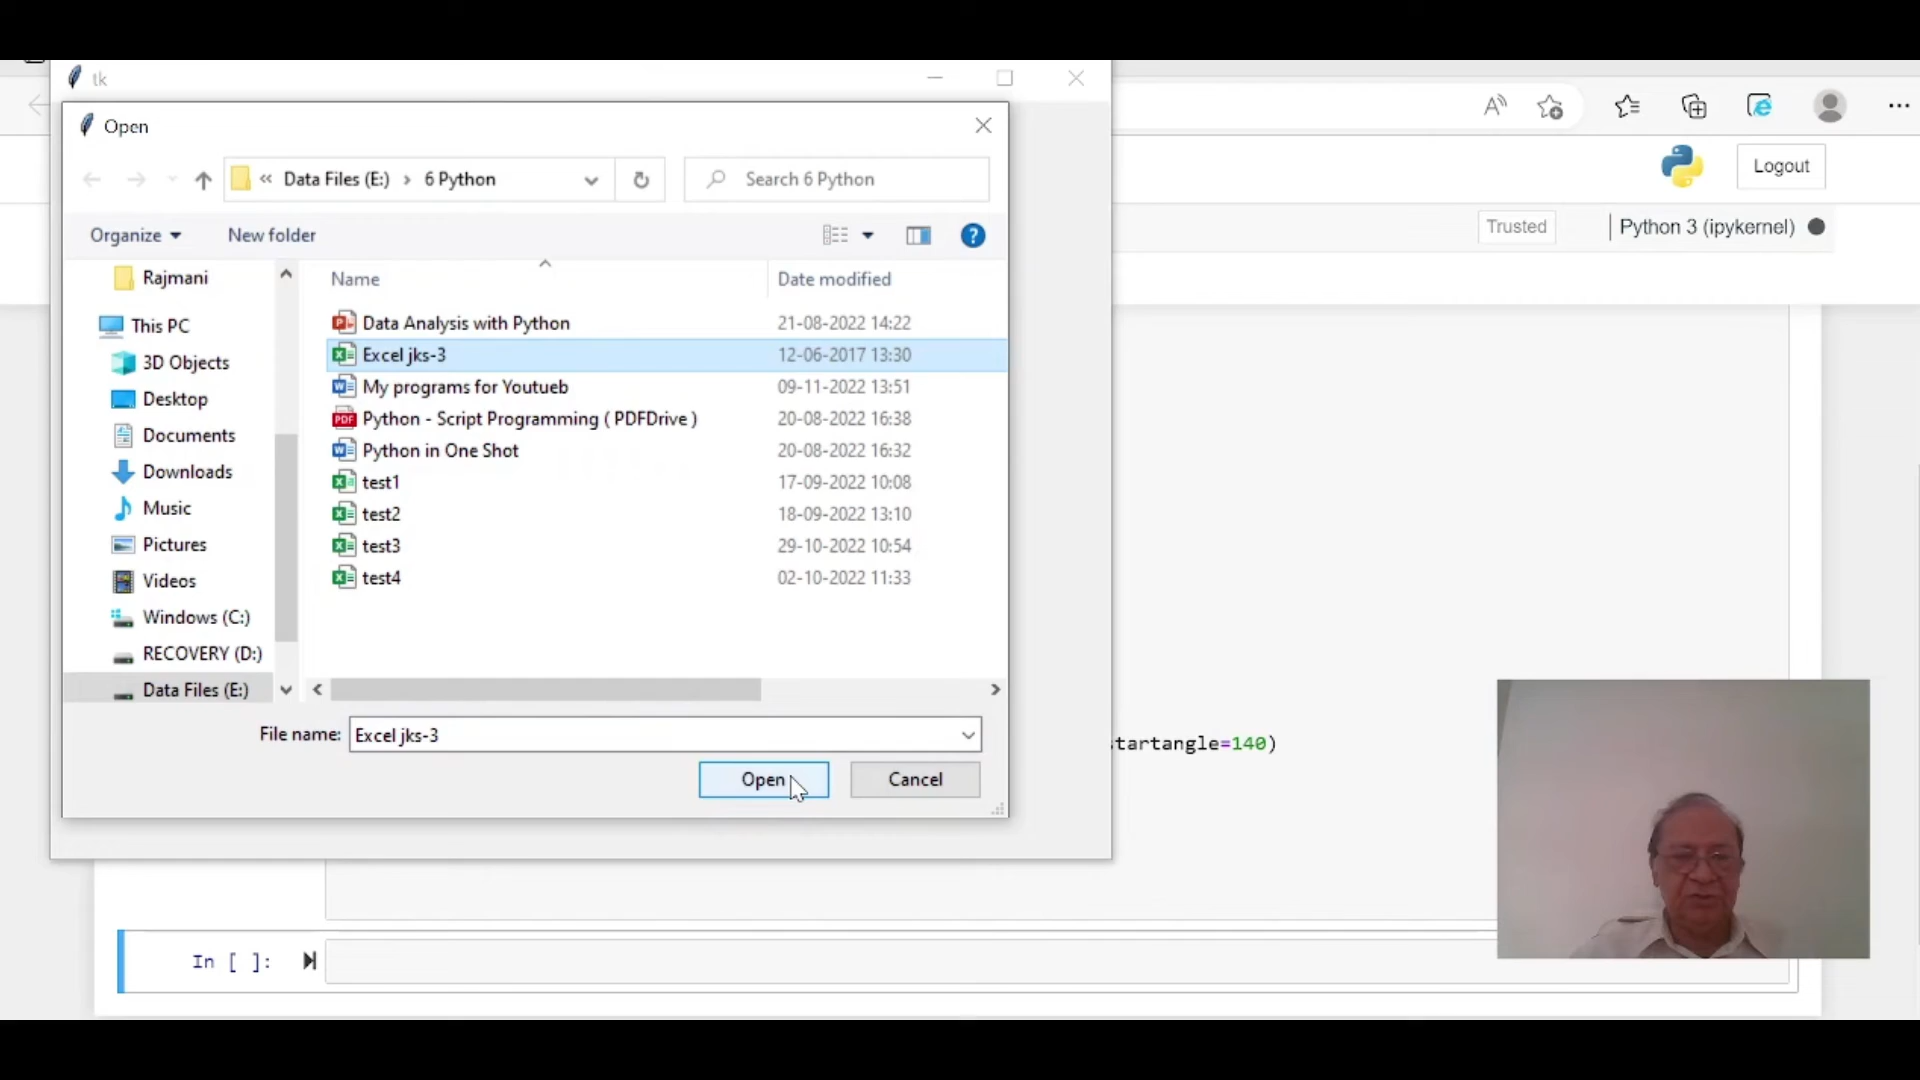 tk
Open
« Data Files (E:) › 6 Python
Search 6 Python
Logout
Organize
New folder
?
Trusted
Python 3 (ipykernel)
Name
Date modified
Rajmani
This PC
3D Objects
Desktop
Documents
Downloads
Music
Pictures
Videos
Windows (C:)
RECOVERY (D:)
Data Files (E:)
Data Analysis with Python 21-08-2022 14:22
Excel jks-3 12-06-2017 13:30
My programs for Youtueb 09-11-2022 13:51
Python - Script Programming ( PDFDrive ) 20-08-2022 16:38
Python in One Shot 20-08-2022 16:32
test1 17-09-2022 10:08
test2 18-09-2022 13:10
test3 29-10-2022 10:54
test4 02-10-2022 11:33
File name: Excel jks-3
Open
Cancel
startangle=140)
In [ ]: